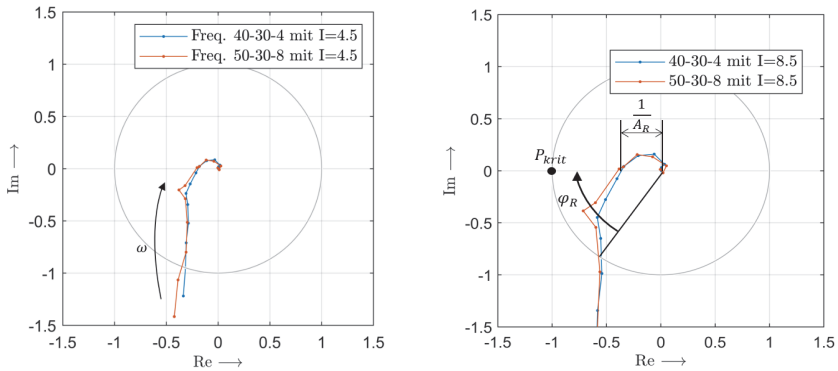 1.5
1
0.5
0
-0.5
-1
-1.5
Im →
-1.5 -1 -0.5 0 0.5 1 1.5
Re →
Freq. 40-30-4 mit I=4.5
Freq. 50-30-8 mit I=4.5
ω
1.5
1
0.5
0
-0.5
-1
-1.5
Im →
-1.5 -1 -0.5 0 0.5 1 1.5
Re →
40-30-4 mit I=8.5
50-30-8 mit I=8.5
1
A_R
P_krit
φ_R